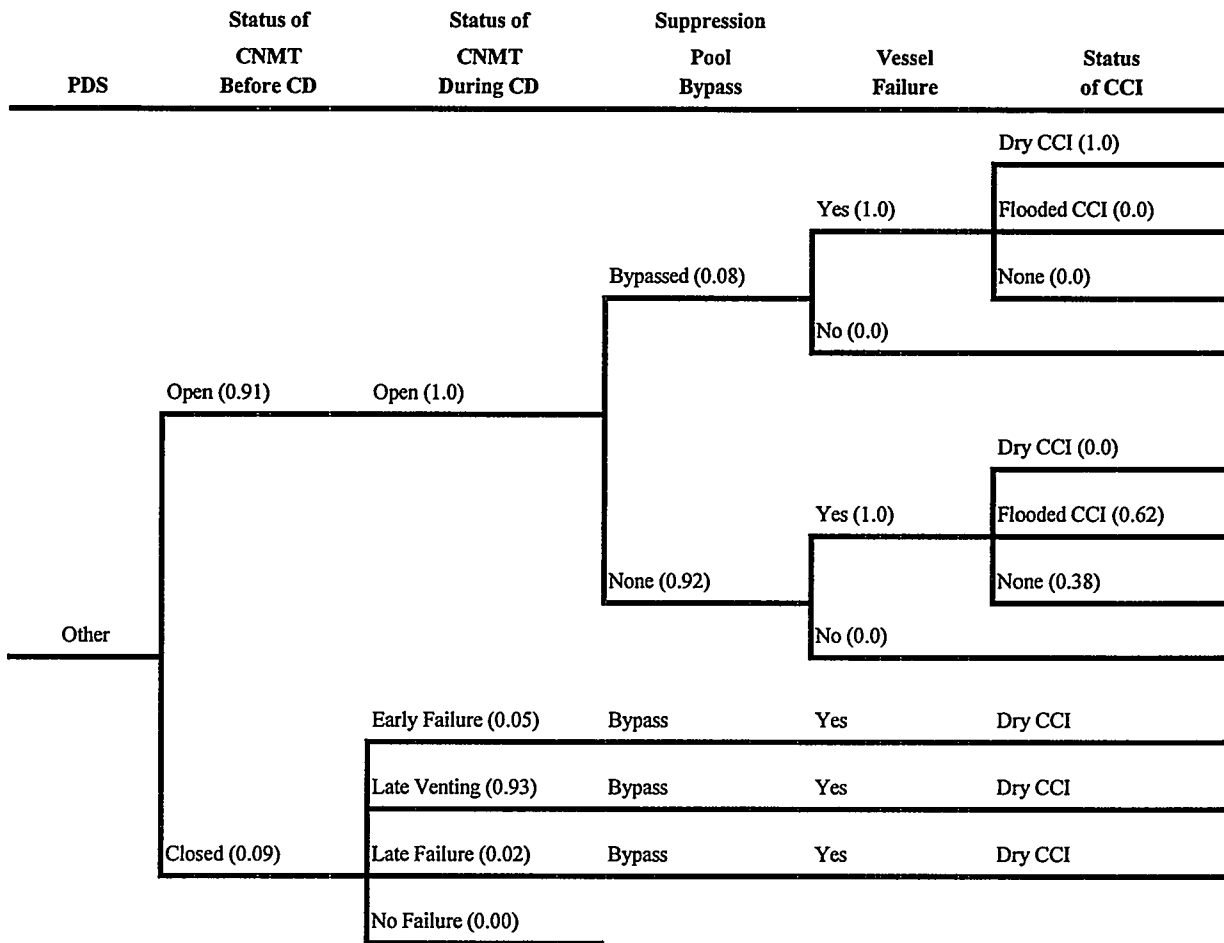 Status of Status of Suppression
CNMT CNMT Pool Vessel Status
PDS Before CD During CD Bypass Failure of CCI
Dry CCI (1.0)
Yes (1.0) Flooded CCI (0.0)
Bypassed (0.08) None (0.0)
No (0.0)
Open (0.91) Open (1.0)
Dry CCI (0.0)
Yes (1.0) Flooded CCI (0.62)
None (0.92) None (0.38)
Other No (0.0)
Early Failure (0.05) Bypass Yes Dry CCI
Late Venting (0.93) Bypass Yes Dry CCI
Closed (0.09) Late Failure (0.02) Bypass Yes Dry CCI
No Failure (0.00)